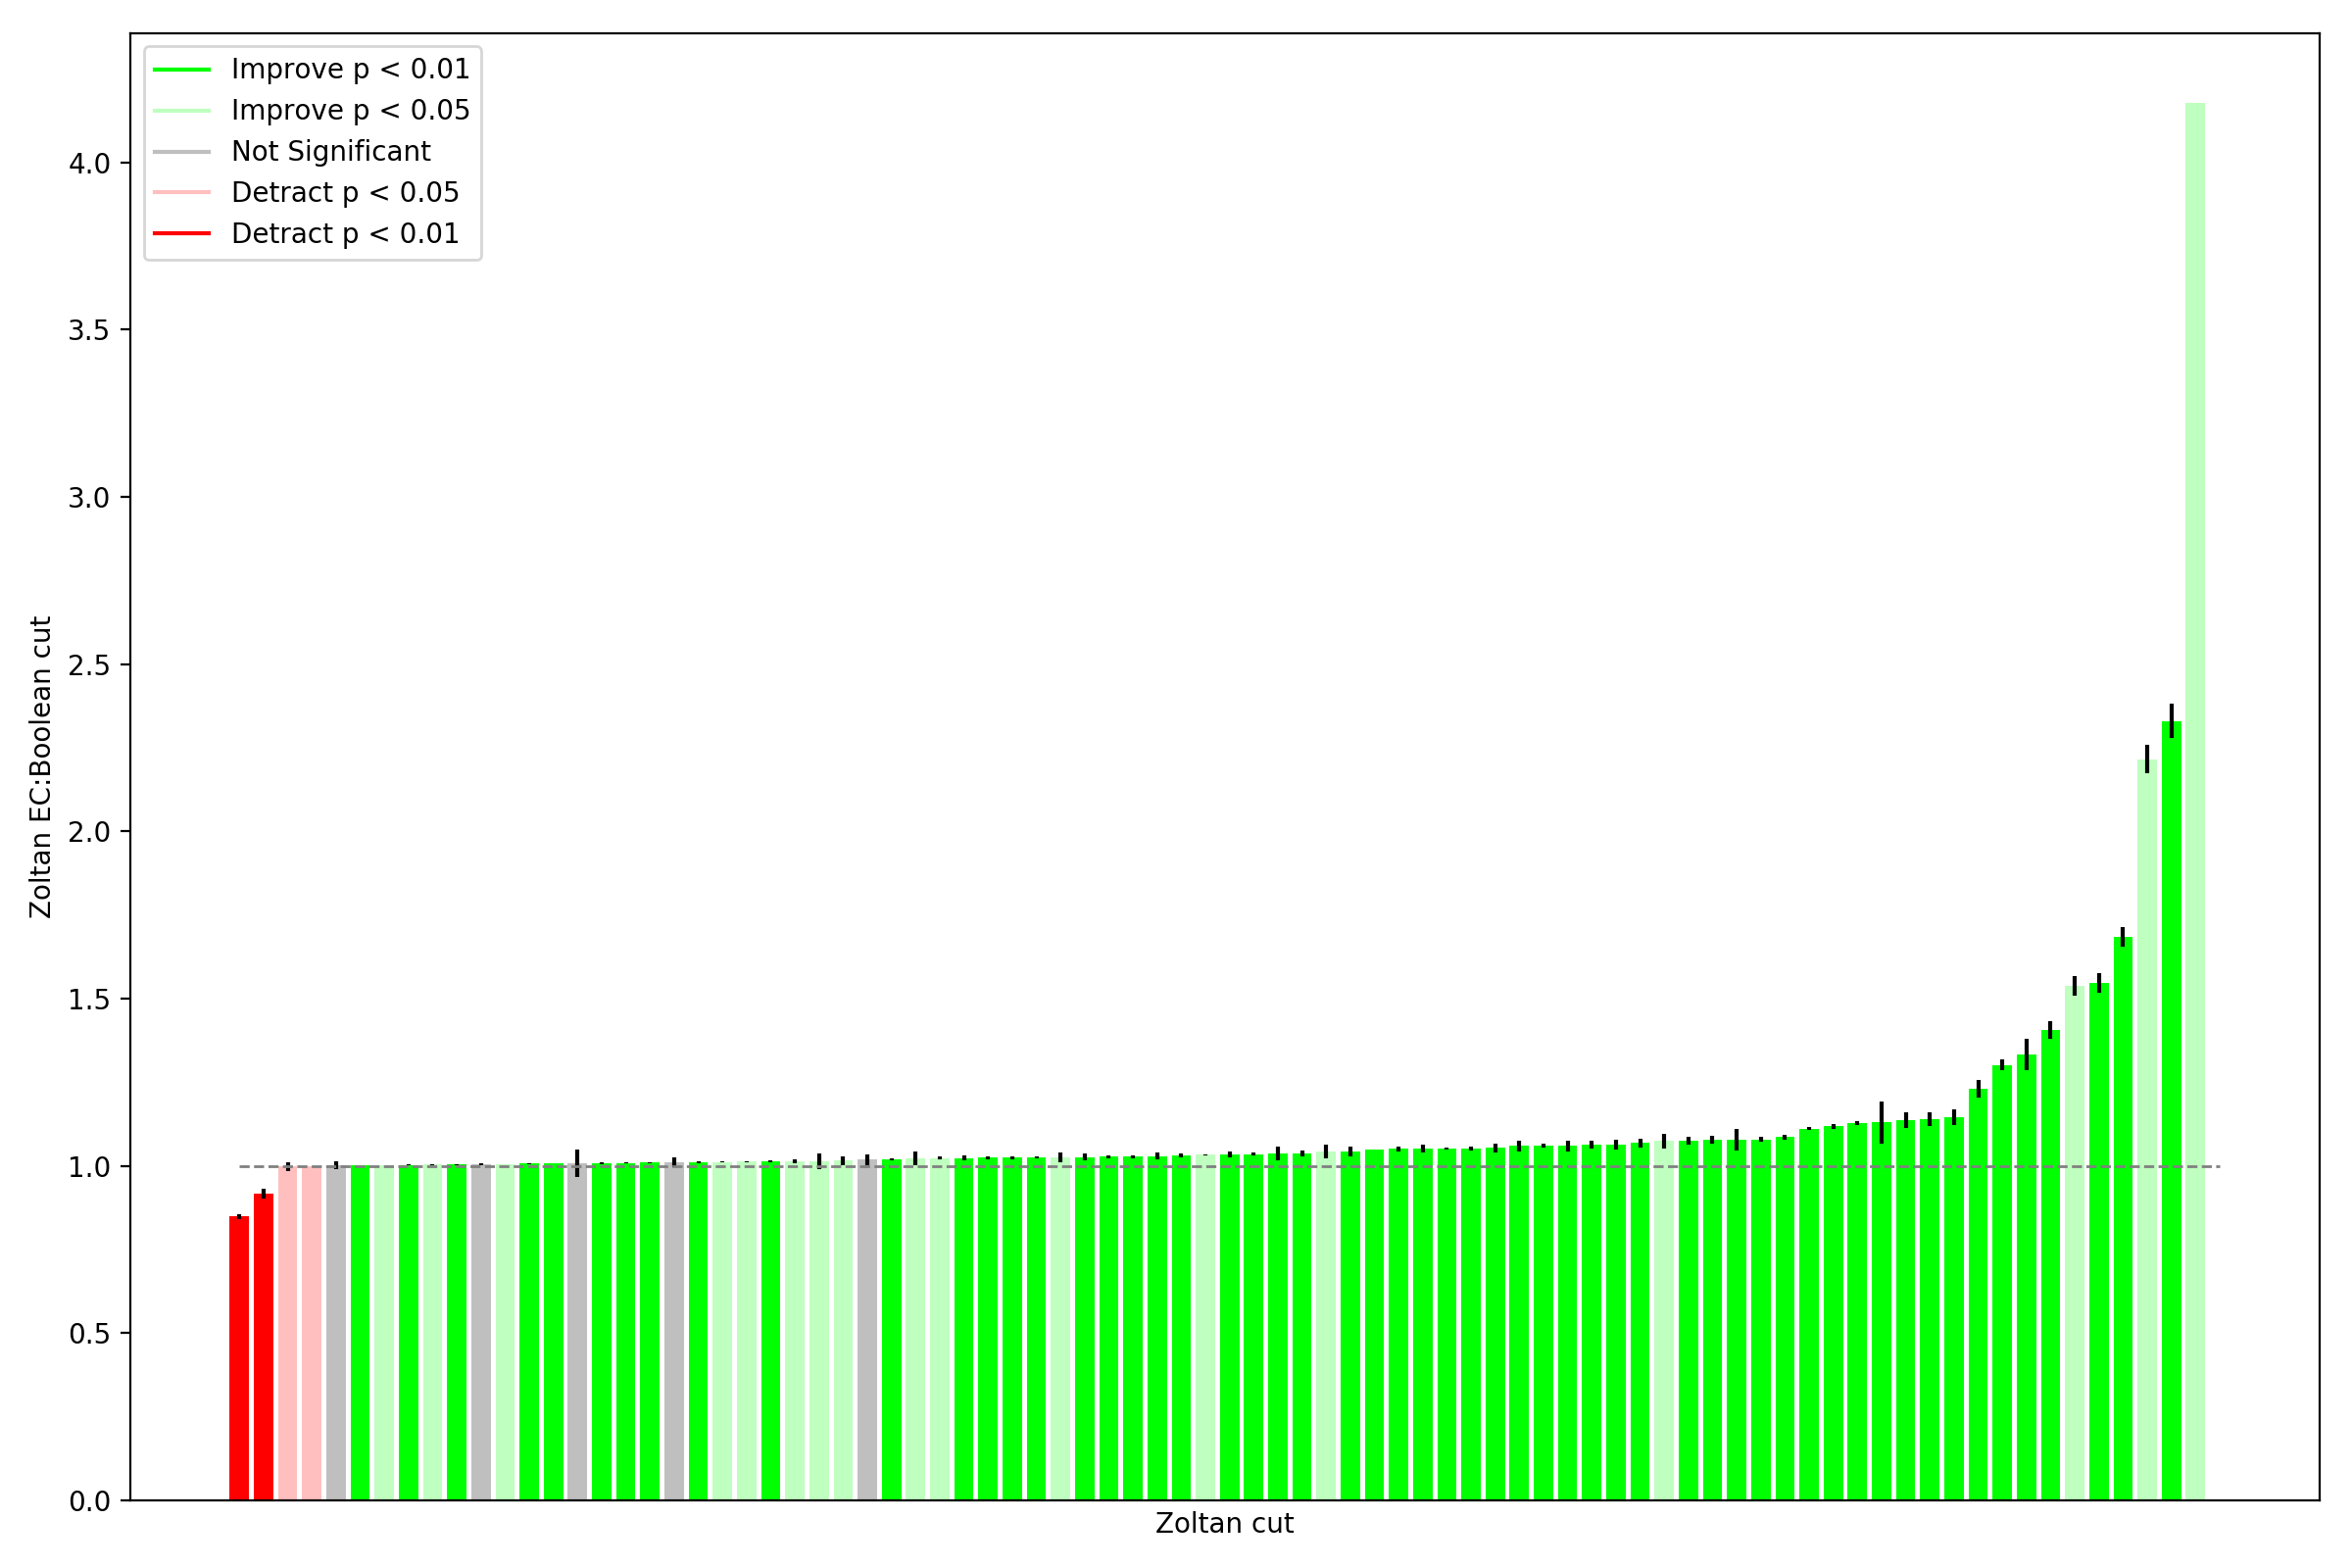 Improve p < 0.01
Improve p < 0.05
Not Significant
Detract p < 0.05
Detract p < 0.01
4.0
3.5
3.0
2.5
2.0
1.5
1.0
0.5
0.0
Zoltan EC:Boolean cut
Zoltan cut